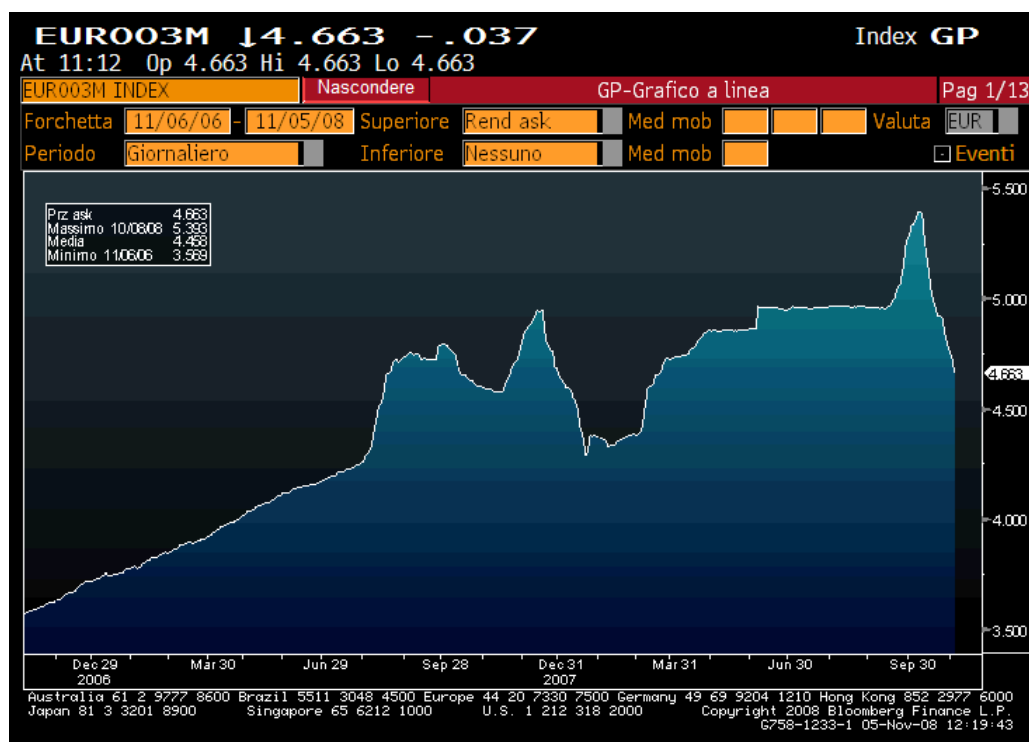 EUR003M ↓4.663 -.037 Index GP
At 11:12 Op 4.663 Hi 4.663 Lo 4.663
EUR003M INDEX Nascondere GP-Grafico a linea Pag 1/13
Forchetta 11/06/06 - 11/05/08 Superiore Rend ask Med mob Valuta EUR
Periodo Giornaliero Inferiore Nessuno Med mob Eventi
Prz ask 4.663
Massimo 10/08/08 5.393
Media 4.458
Minimo 11/06/06 3.569
5.500
5.000
4.663
4.500
4.000
3.500
Dec 29 Mar 30 Jun 29 Sep 28 Dec 31 Mar 31 Jun 30 Sep 30
2006 2007
Australia 61 2 9777 8600 Brazil 5511 3048 4500 Europe 44 20 7330 7500 Germany 49 69 9204 1210 Hong Kong 852 2977 6000
Japan 81 3 3201 8900 Singapore 65 6212 1000 U.S. 1 212 318 2000 Copyright 2008 Bloomberg Finance L.P.
G758-1233-1 05-Nov-08 12:19:43